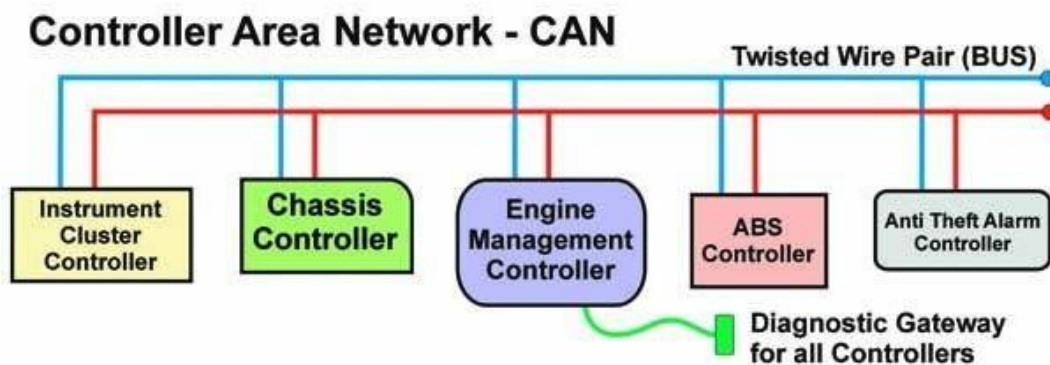 Controller Area Network - CAN
Twisted Wire Pair (BUS)
Instrument
Cluster
Controller
Chassis
Controller
Engine
Management
Controller
ABS
Controller
Anti Theft Alarm
Controller
Diagnostic Gateway
for all Controllers